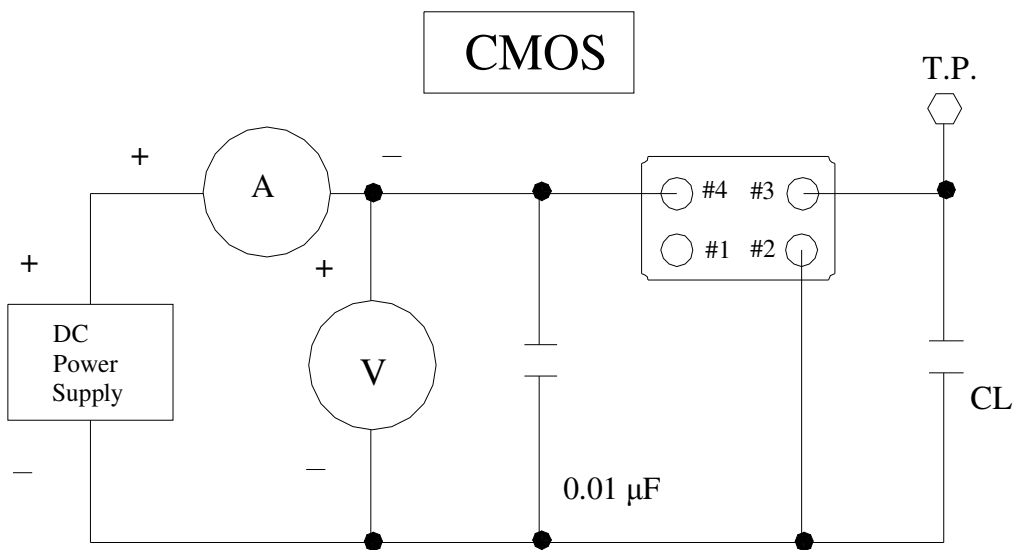 CMOS
T.P.
+
–
A
#4 #3
#1 #2
+
+
DC
Power
Supply
V
CL
–
–
0.01 μF